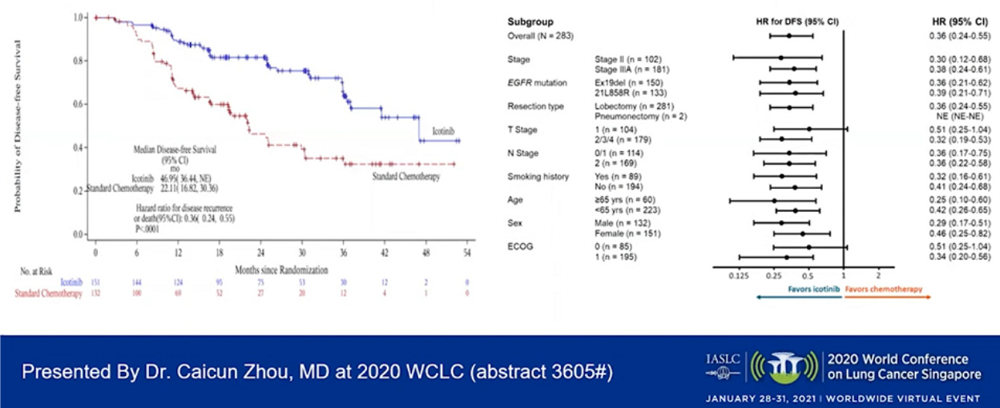 Probability of Disease-free Survival
1.0
0.8
0.6
0.4
0.2
0.0
Icotinib
Standard Chemotherapy
Median Disease-free Survival
(95% CI)
mo
Icotinib 46.95( 36.44, NE)
Standard Chemotherapy 22.11( 16.82, 30.36)
Hazard ratio for disease recurrence
or death(95%CI): 0.36( 0.24, 0.55)
P<.0001
0 6 12 18 24 30 36 42 48 54
Months since Randomization
No. at Risk
Icotinib 151 144 124 95 75 53 30 12 2 0
Standard Chemotherapy 132 100 69 52 27 20 12 4 1 0
Subgroup HR for DFS (95% CI) HR (95% CI)
Overall (N = 283) 0.36 (0.24-0.55)
Stage Stage II (n = 102) 0.30 (0.12-0.68)
Stage IIIA (n = 181) 0.38 (0.24-0.61)
EGFR mutation Ex19del (n = 150) 0.36 (0.21-0.62)
21L858R (n = 133) 0.39 (0.21-0.71)
Resection type Lobectomy (n = 281) 0.36 (0.24-0.55)
Pneumonectomy (n = 2) NE (NE-NE)
T Stage 1 (n = 104) 0.51 (0.25-1.04)
2/3/4 (n = 179) 0.32 (0.19-0.53)
N Stage 0/1 (n = 114) 0.36 (0.17-0.75)
2 (n = 169) 0.36 (0.22-0.58)
Smoking history Yes (n = 89) 0.32 (0.16-0.61)
No (n = 194) 0.41 (0.24-0.68)
Age ≥65 yrs (n = 60) 0.25 (0.10-0.60)
<65 yrs (n = 223) 0.42 (0.26-0.65)
Sex Male (n = 132) 0.29 (0.17-0.51)
Female (n = 151) 0.46 (0.25-0.82)
ECOG 0 (n = 85) 0.51 (0.25-1.04)
1 (n = 195) 0.34 (0.20-0.56)
0.125 0.25 0.5 1 2
Favors icotinib Favors chemotherapy
Presented By Dr. Caicun Zhou, MD at 2020 WCLC (abstract 3605#)
IASLC
2020 World Conference
on Lung Cancer Singapore
JANUARY 28-31, 2021 | WORLDWIDE VIRTUAL EVENT